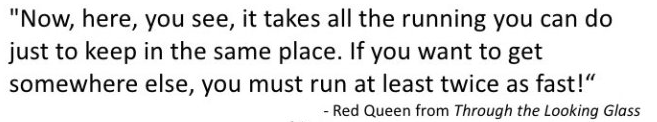 "Now, here, you see, it takes all the running you can do
just to keep in the same place. If you want to get
somewhere else, you must run at least twice as fast!“
- Red Queen from Through the Looking Glass